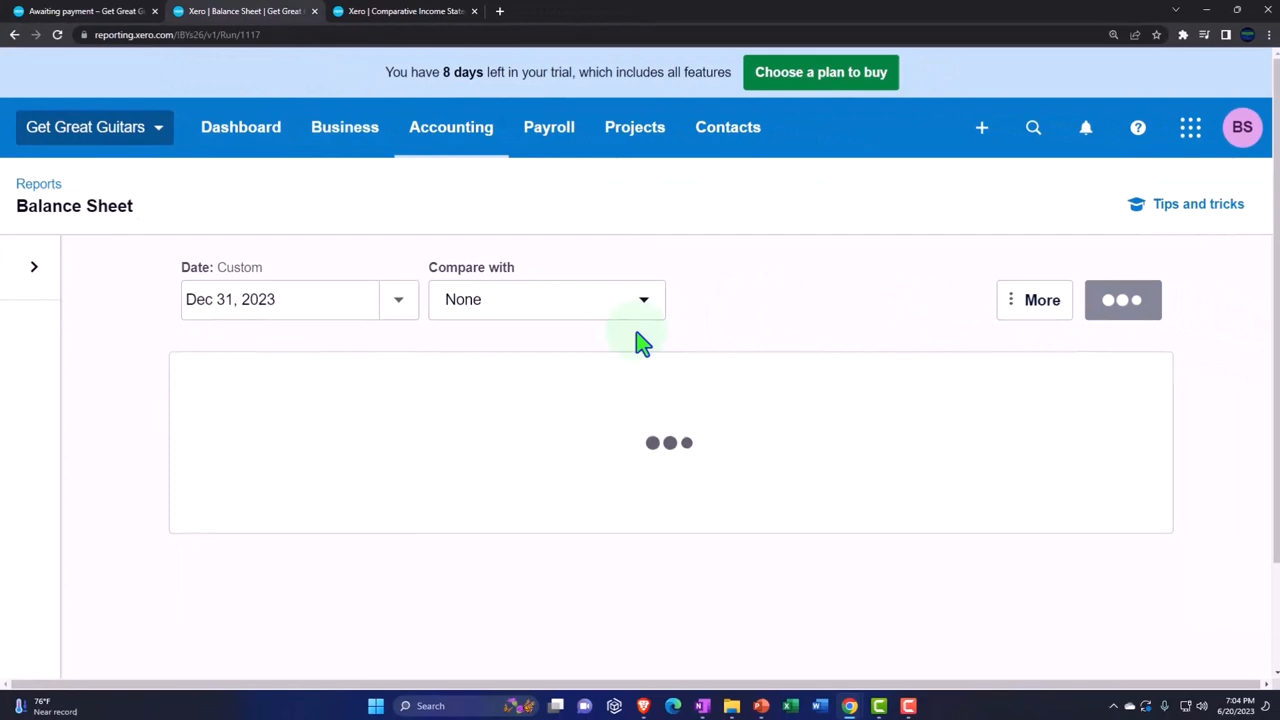 Awaiting payment – Get Great G
Xero | Balance Sheet | Get Great
Xero | Comparative Income State
reporting.xero.com/!BYs26/v1/Run/1117
You have 8 days left in your trial, which includes all features
Choose a plan to buy
Get Great Guitars
Dashboard
Business
Accounting
Payroll
Projects
Contacts
BS
Reports
Balance Sheet
Tips and tricks
Date: Custom
Compare with
Dec 31, 2023
None
More
76°F
Near record
Search
7:04 PM
6/20/2023